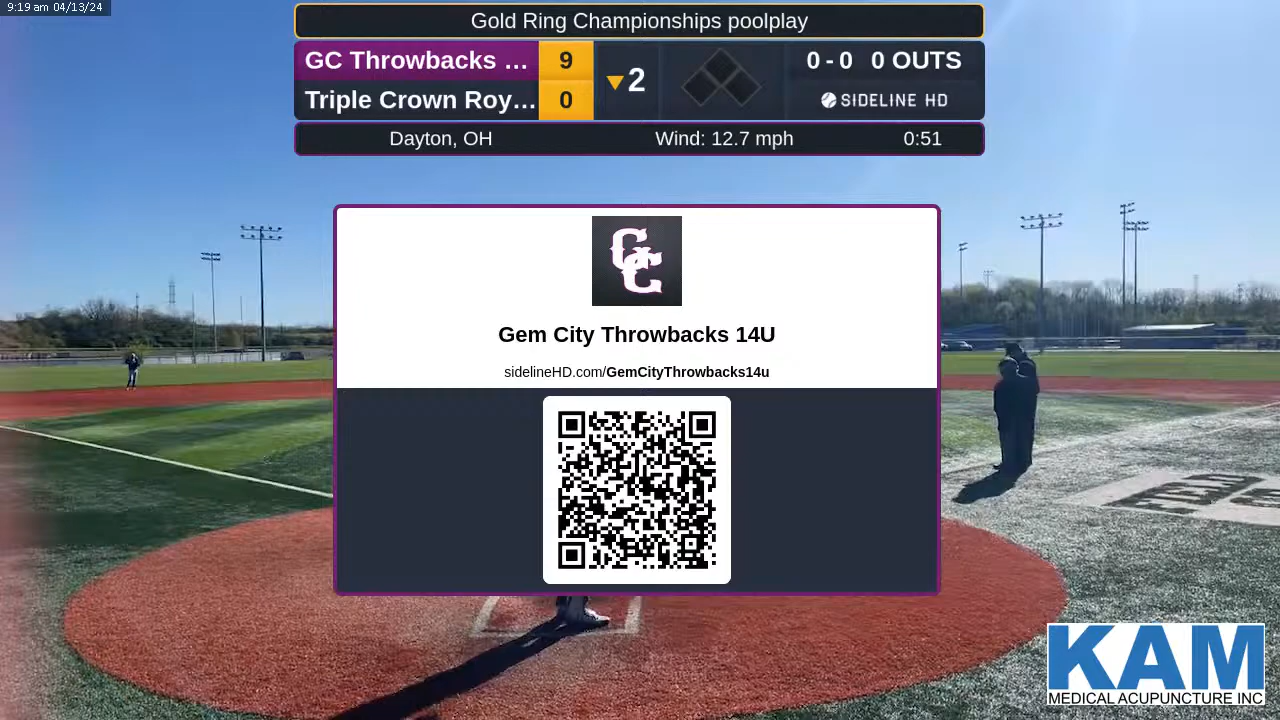 9:19 am 04/13/24
Gold Ring Championships poolplay
GC Throwbacks ... 9
2
0 - 0 0 OUTS
Triple Crown Roy... 0
SIDELINE HD
Dayton, OH Wind: 12.7 mph 0:51
GC
Gem City Throwbacks 14U
sidelineHD.com/GemCityThrowbacks14u
KAM
MEDICAL ACUPUNCTURE INC